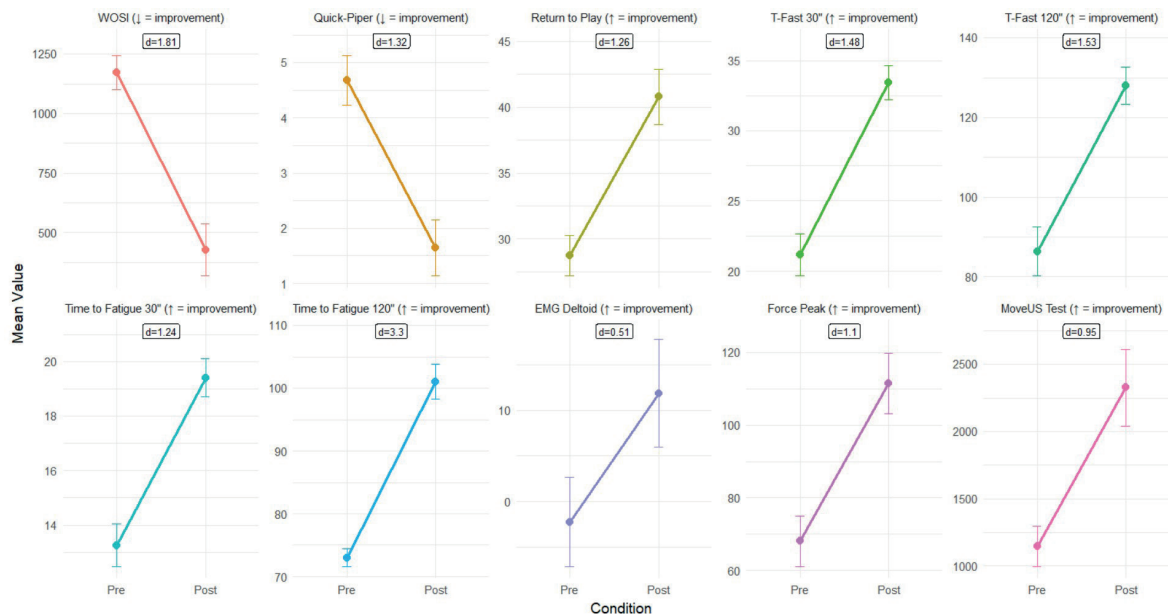 WOSI (↓ = improvement)
d=1.81
1250
1000
750
500
Quick-Piper (↓ = improvement)
d=1.32
5
4
3
2
1
Return to Play (↑ = improvement)
d=1.26
45
40
35
30
T-Fast 30" (↑ = improvement)
d=1.48
35
30
25
20
T-Fast 120" (↑ = improvement)
d=1.53
140
120
100
80
Mean Value
Time to Fatigue 30" (↑ = improvement)
d=1.24
20
18
16
14
Pre
Post
Time to Fatigue 120" (↑ = improvement)
d=3.3
110
100
90
80
70
Pre
Post
EMG Deltoid (↑ = improvement)
d=0.51
10
0
Pre
Post
Force Peak (↑ = improvement)
d=1.1
120
100
80
60
Pre
Post
MoveUS Test (↑ = improvement)
d=0.95
2500
2000
1500
1000
Pre
Post
Condition